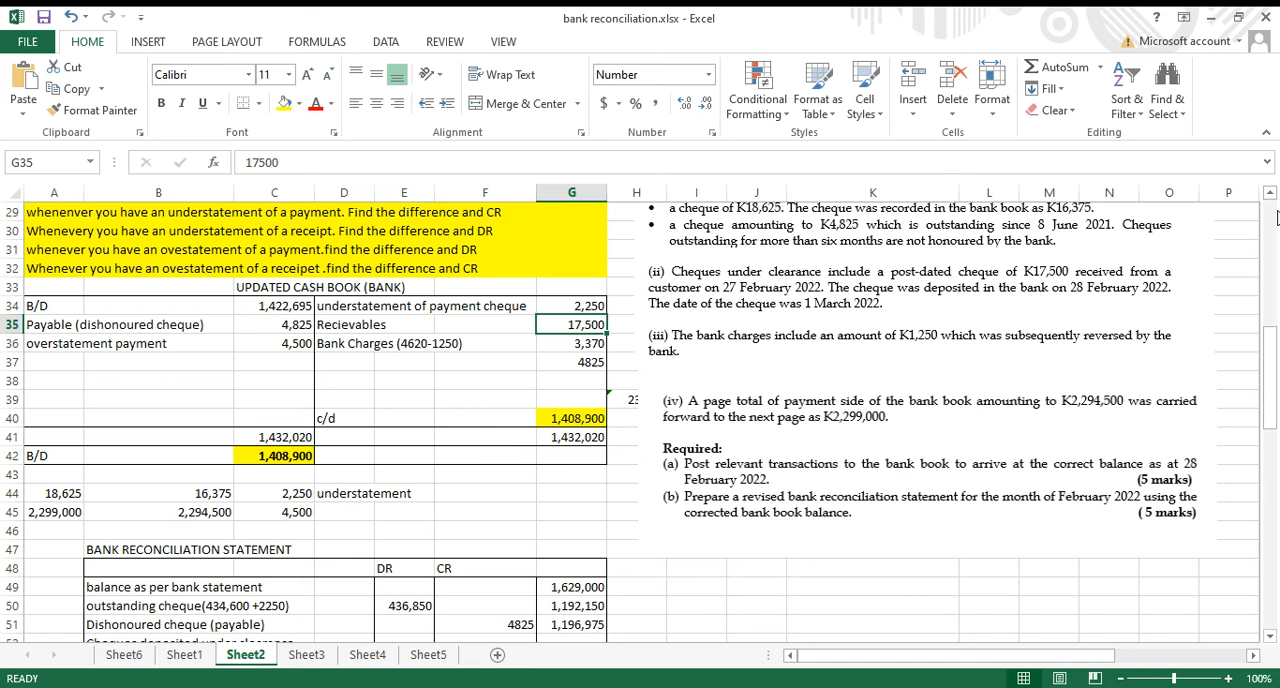 bank reconciliation.xlsx - Excel
FILE HOME INSERT PAGE LAYOUT FORMULAS DATA REVIEW VIEW Microsoft account
Paste Cut Copy Format Painter
Calibri 11
B I U
Wrap Text
Merge & Center
Number
$ % ,
Conditional Formatting Format as Table Cell Styles
Insert Delete Format
AutoSum
Fill
Clear
Sort & Filter Find & Select
Clipboard Font Alignment Number Styles Cells Editing
G35 fx 17500
A B C D E F G H I J K L M N O P
29 whenenver you have an understatement of a payment. Find the difference and CR
30 Whenevery you have an understatement of a receipt. Find the difference and DR
31 whenever you have an ovestatement of a payment.find the difference and DR
32 Whenever you have an ovestatement of a receipet .find the difference and CR
33 UPDATED CASH BOOK (BANK)
34 B/D 1,422,695 understatement of payment cheque 2,250
35 Payable (dishonoured cheque) 4,825 Recievables 17,500
36 overstatement payment 4,500 Bank Charges (4620-1250) 3,370
37 4825
38
39 23
40 c/d 1,408,900
41 1,432,020 1,432,020
42 B/D 1,408,900
43
44 18,625 16,375 2,250 understatement
45 2,299,000 2,294,500 4,500
46
47 BANK RECONCILIATION STATEMENT
48 DR CR
49 balance as per bank statement 1,629,000
50 outstanding cheque(434,600 +2250) 436,850 1,192,150
51 Dishonoured cheque (payable) 4825 1,196,975
• a cheque of K18,625. The cheque was recorded in the bank book as K16,375.
• a cheque amounting to K4,825 which is outstanding since 8 June 2021. Cheques
outstanding for more than six months are not honoured by the bank.
(ii) Cheques under clearance include a post-dated cheque of K17,500 received from a
customer on 27 February 2022. The cheque was deposited in the bank on 28 February 2022.
The date of the cheque was 1 March 2022.
(iii) The bank charges include an amount of K1,250 which was subsequently reversed by the
bank.
(iv) A page total of payment side of the bank book amounting to K2,294,500 was carried
forward to the next page as K2,299,000.
Required:
(a) Post relevant transactions to the bank book to arrive at the correct balance as at 28
February 2022. (5 marks)
(b) Prepare a revised bank reconciliation statement for the month of February 2022 using the
corrected bank book balance. ( 5 marks)
Sheet6 Sheet1 Sheet2 Sheet3 Sheet4 Sheet5
READY 100%